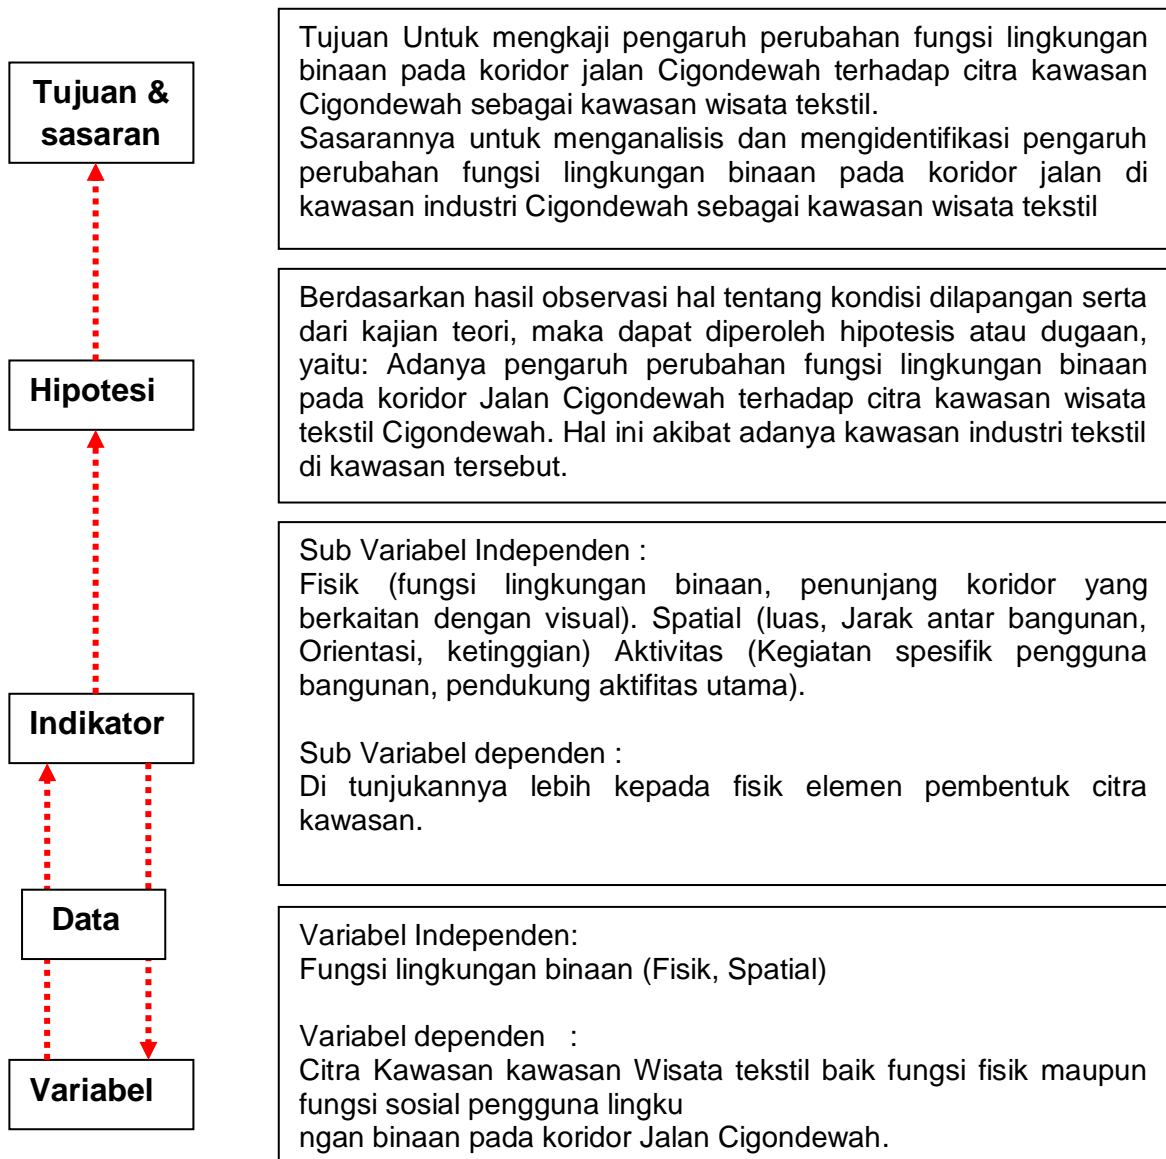 Tujuan &
sasaran
Tujuan Untuk mengkaji pengaruh perubahan fungsi lingkungan
binaan pada koridor jalan Cigondewah terhadap citra kawasan
Cigondewah sebagai kawasan wisata tekstil.
Sasarannya untuk menganalisis dan mengidentifikasi pengaruh
perubahan fungsi lingkungan binaan pada koridor jalan di
kawasan industri Cigondewah sebagai kawasan wisata tekstil
Hipotesi
Berdasarkan hasil observasi hal tentang kondisi dilapangan serta
dari kajian teori, maka dapat diperoleh hipotesis atau dugaan,
yaitu: Adanya pengaruh perubahan fungsi lingkungan binaan
pada koridor Jalan Cigondewah terhadap citra kawasan wisata
tekstil Cigondewah. Hal ini akibat adanya kawasan industri tekstil
di kawasan tersebut.
Indikator
Sub Variabel Independen :
Fisik (fungsi lingkungan binaan, penunjang koridor yang
berkaitan dengan visual). Spatial (luas, Jarak antar bangunan,
Orientasi, ketinggian) Aktivitas (Kegiatan spesifik pengguna
bangunan, pendukung aktifitas utama).
Sub Variabel dependen :
Di tunjukannya lebih kepada fisik elemen pembentuk citra
kawasan.
Data
Variabel
Variabel Independen:
Fungsi lingkungan binaan (Fisik, Spatial)
Variabel dependen :
Citra Kawasan kawasan Wisata tekstil baik fungsi fisik maupun
fungsi sosial pengguna lingku
ngan binaan pada koridor Jalan Cigondewah.